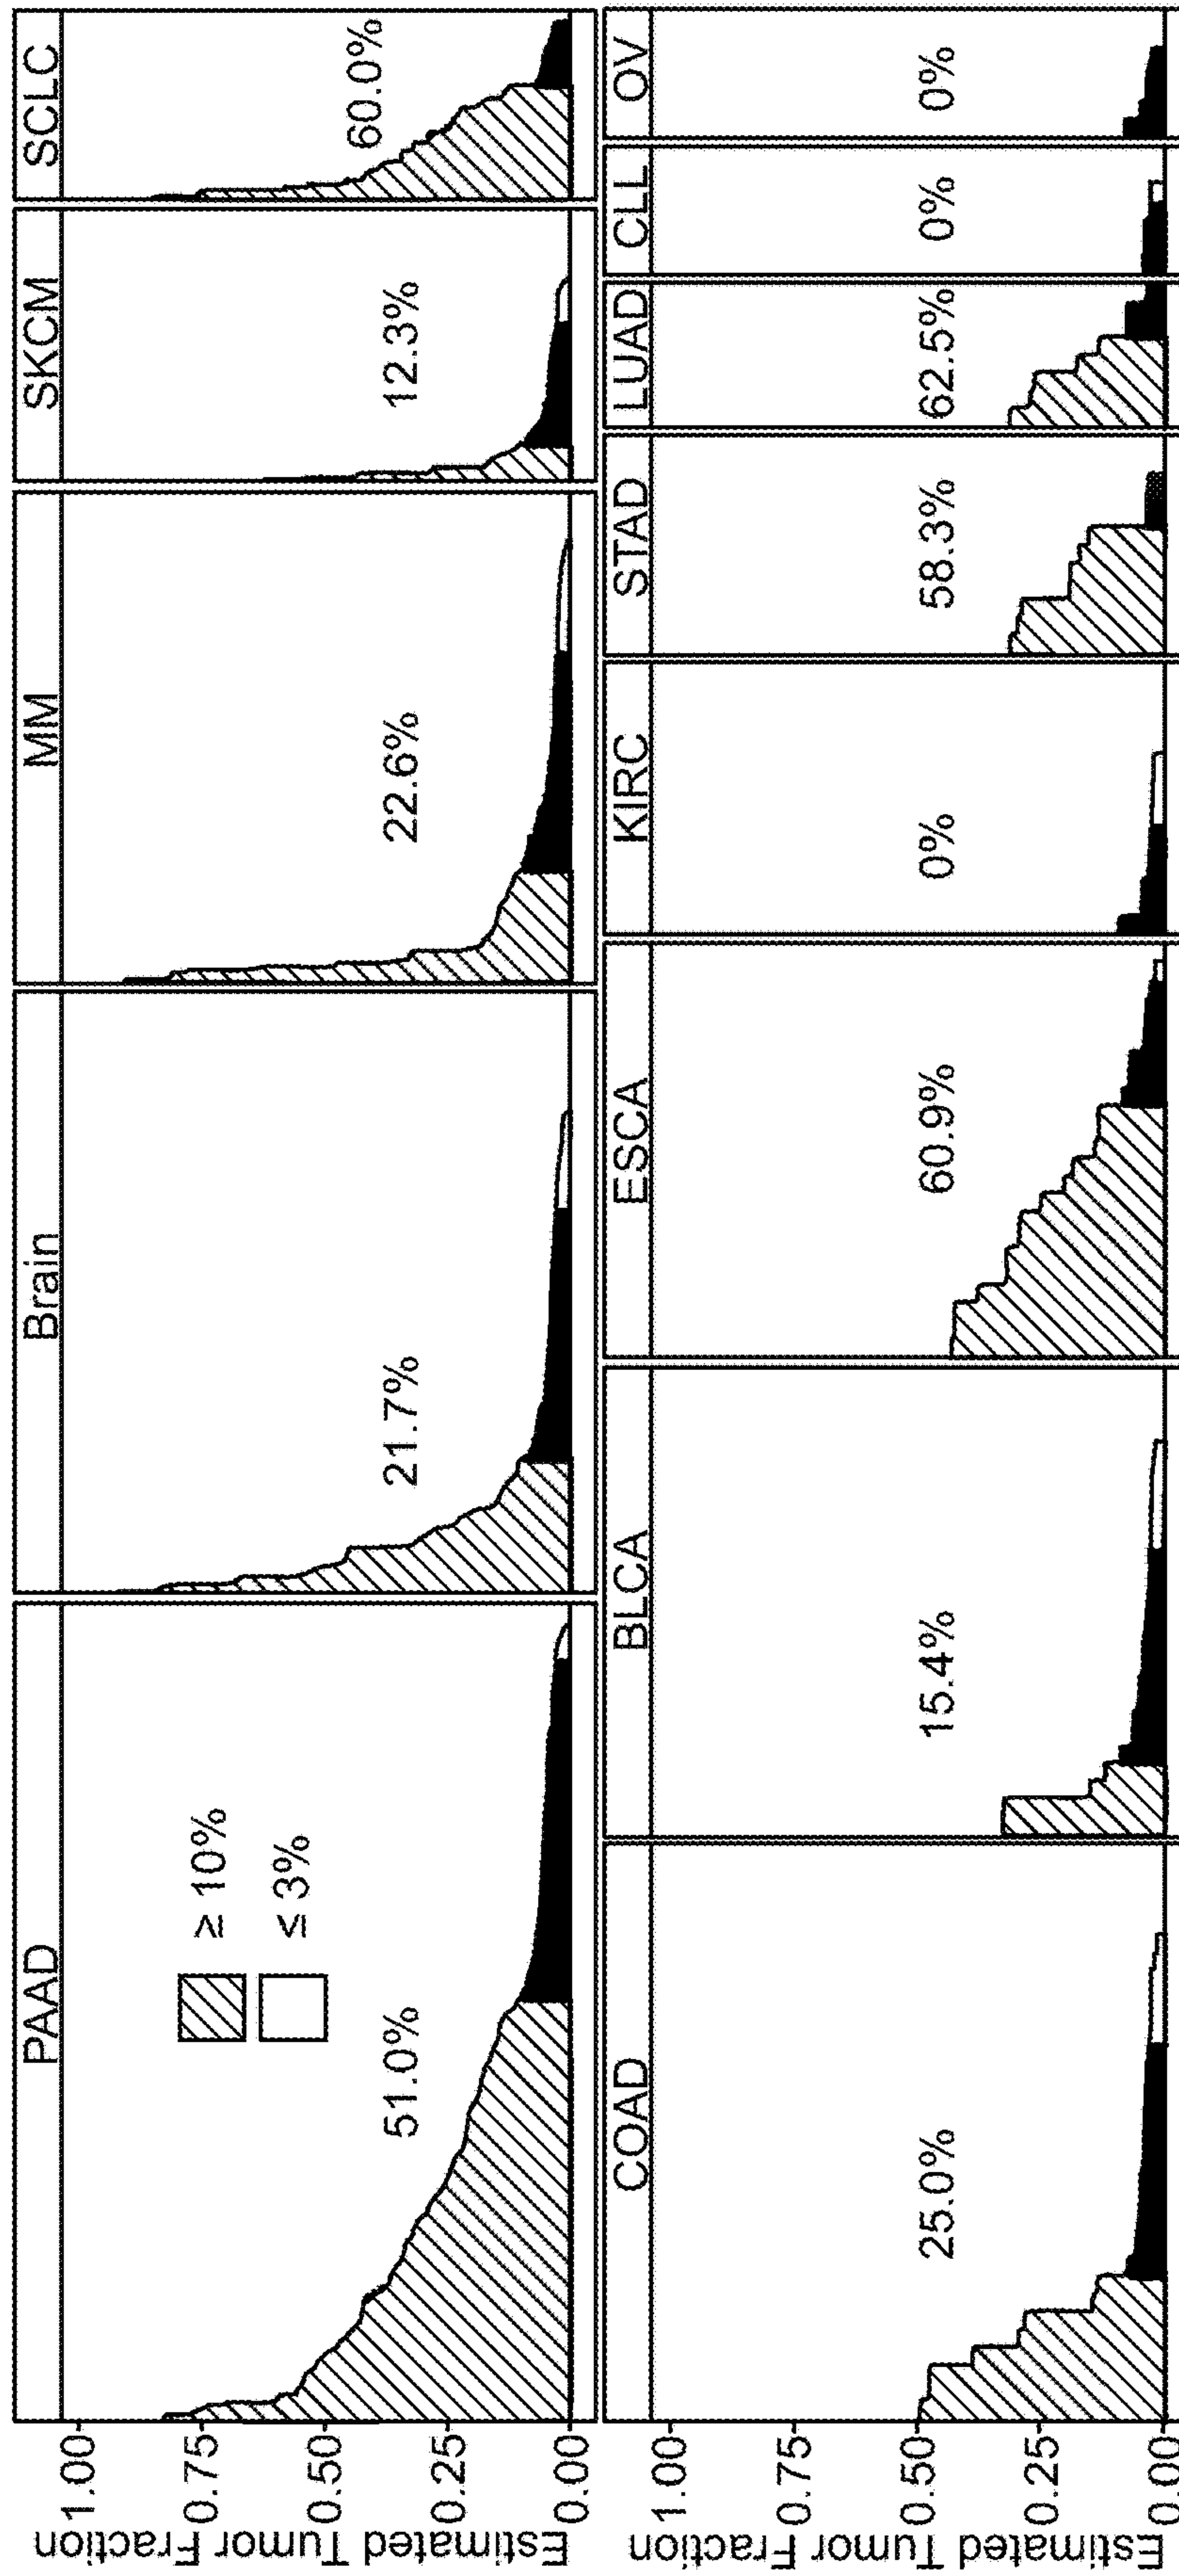 PAAD
Brain
MM
SKCM
SCLC
Estimated Tumor Fraction
1.00
0.75
0.50
0.25
0.00
≥ 10%
≤ 3%
51.0%
21.7%
22.6%
12.3%
60.0%
COAD
BLCA
ESCA
KIRC
STAD
LUAD
CLL
OV
Estimated Tumor Fraction
1.00
0.75
0.50
0.25
0.00
25.0%
15.4%
60.9%
0%
58.3%
62.5%
0%
0%